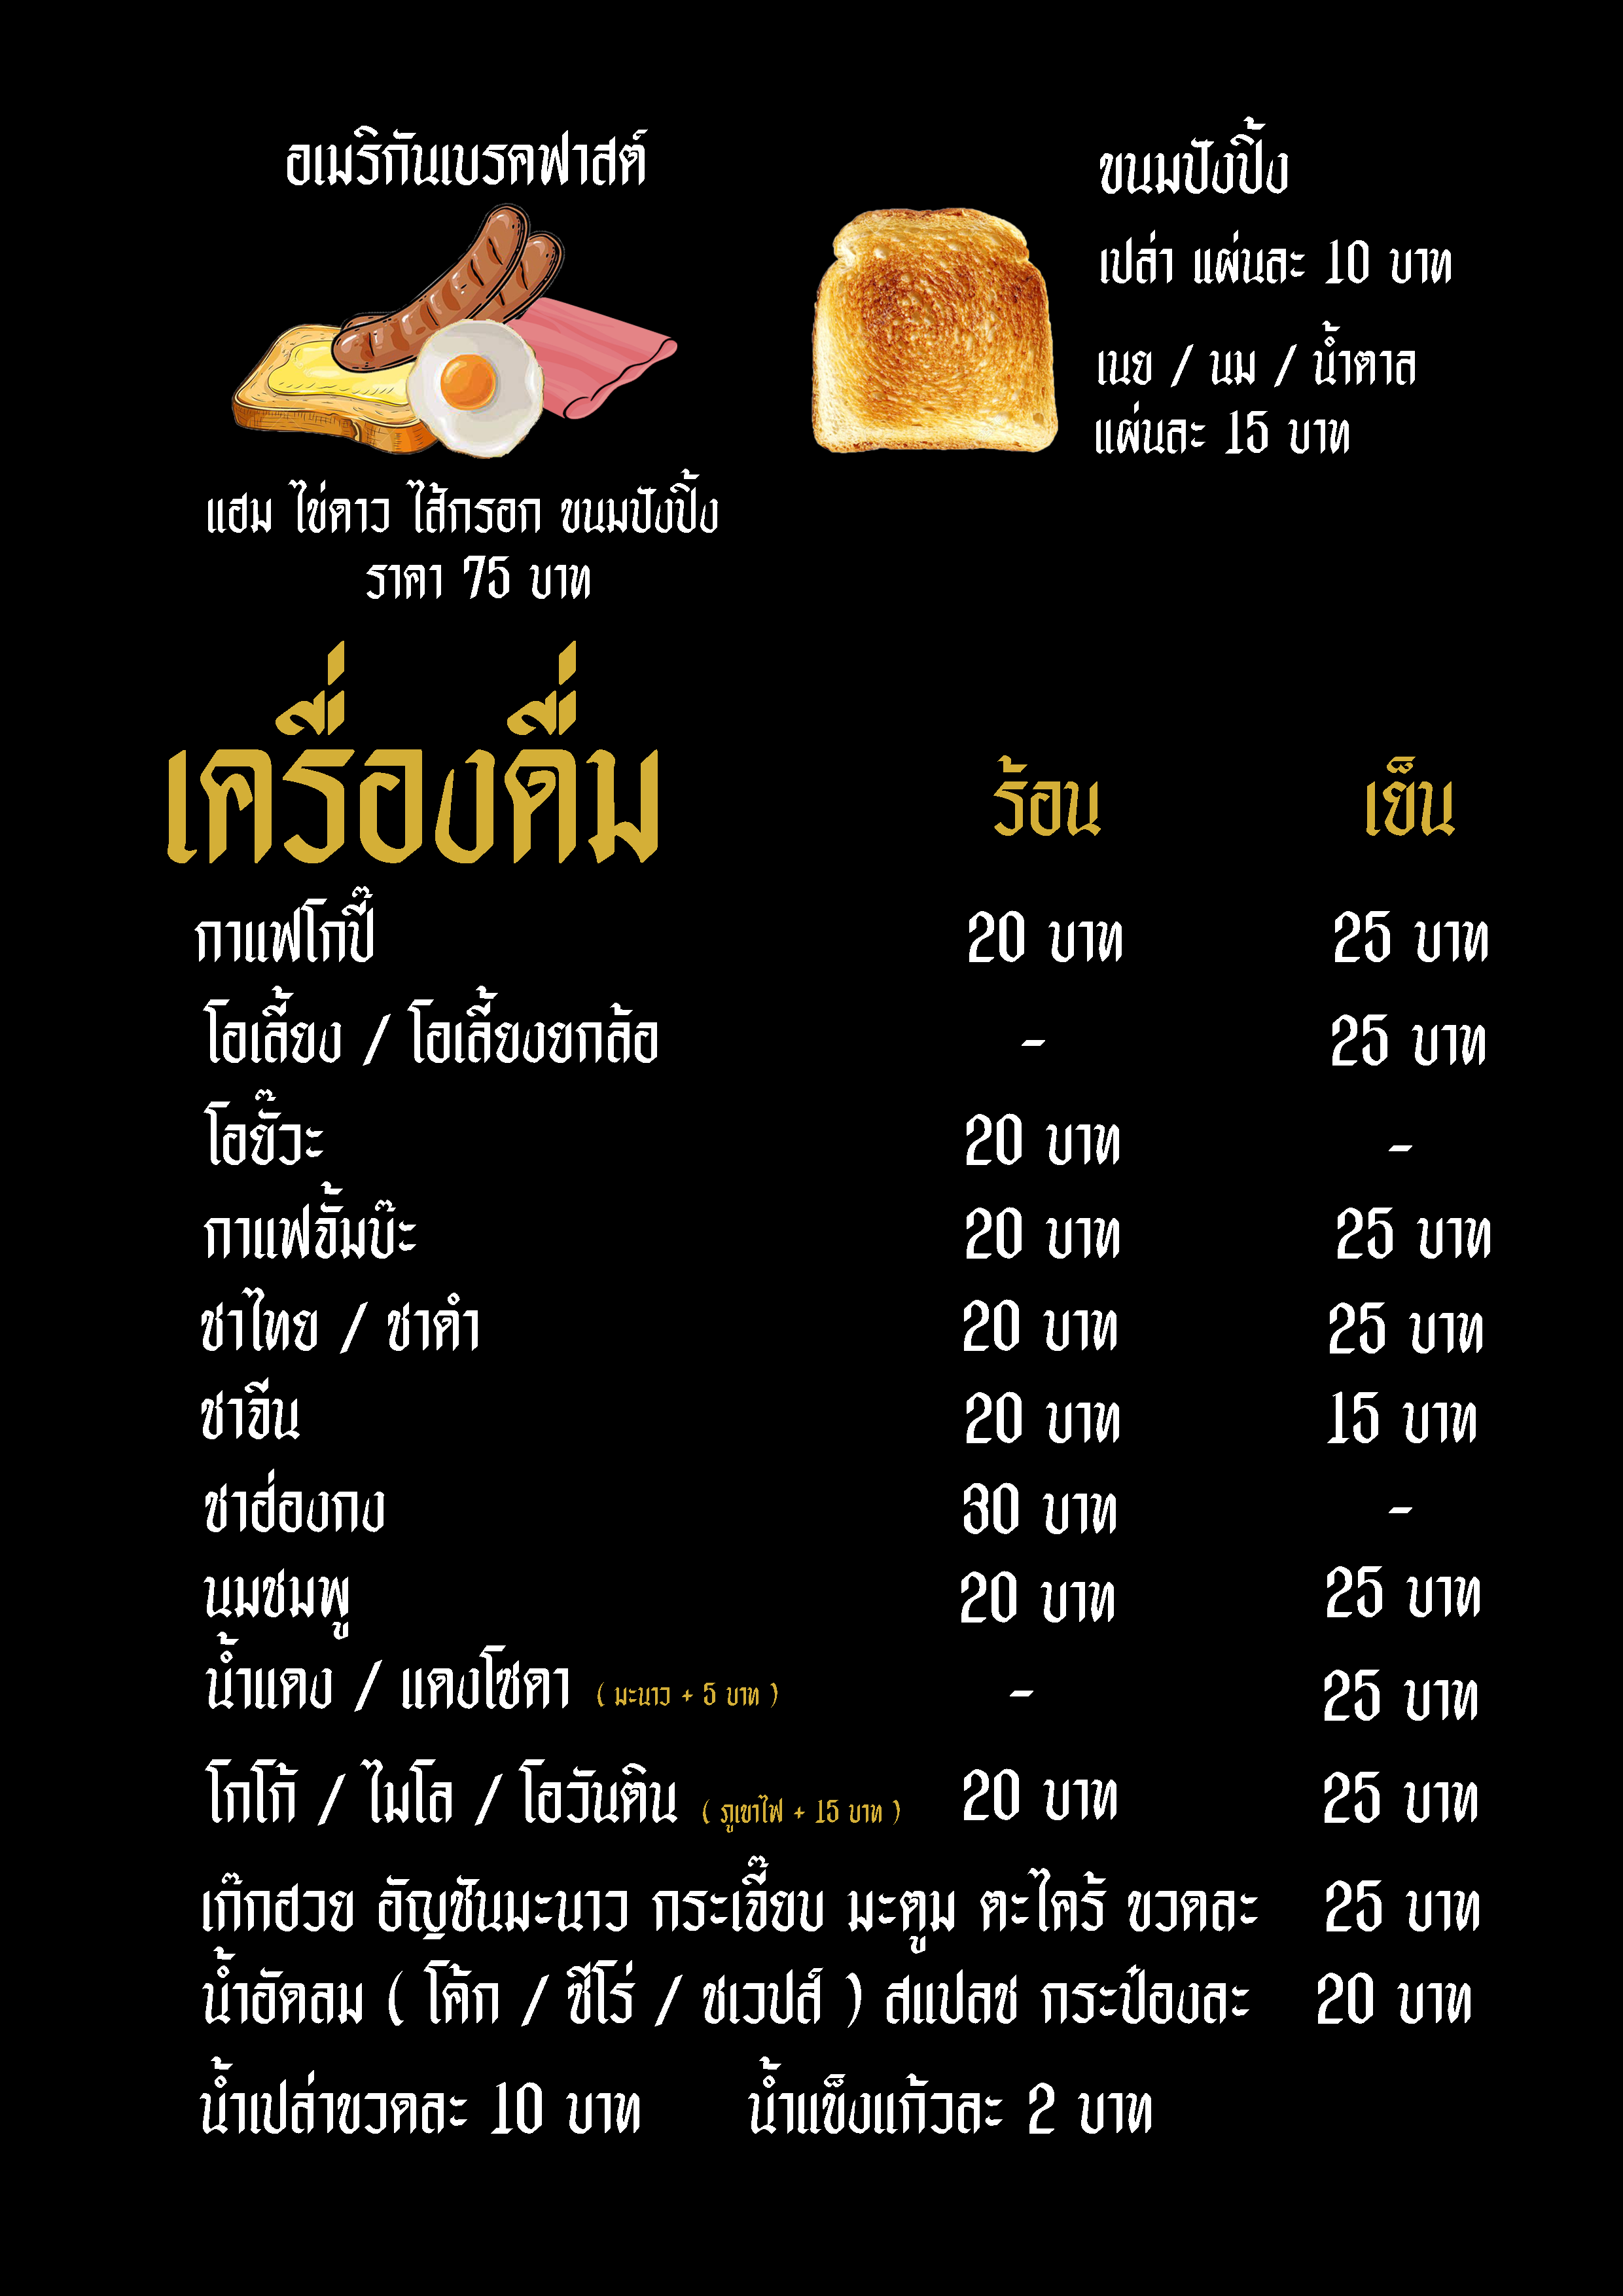 อเมริกันเบรคฟาสต์
แฮม ไข่ดาว ไส้กรอก ขนมปังปิ้ง
ราคา 75 บาท
ขนมปังปิ้ง
เปล่า แผ่นละ 10 บาท
เนย / นม / น้ำตาล
แผ่นละ 15 บาท
เครื่องดื่ม ร้อน เย็น
กาแฟโกปี๊ 20 บาท 25 บาท
โอเลี้ยง / โอเลี้ยงยกล้อ - 25 บาท
โอยั๊วะ 20 บาท -
กาแฟจั้มบ๊ะ 20 บาท 25 บาท
ชาไทย / ชาดำ 20 บาท 25 บาท
ชาจีน 20 บาท 15 บาท
ชาฮ่องกง 30 บาท -
นมชมพู 20 บาท 25 บาท
น้ำแดง / แดงโซดา ( มะนาว + 5 บาท ) - 25 บาท
โกโก้ / ไมโล / โอวันติน ( ภูเขาไฟ + 15 บาท ) 20 บาท 25 บาท
เก๊กฮวย อัญชันมะนาว กระเจี๊ยบ มะตูม ตะไคร้ ขวดละ 25 บาท
น้ำอัดลม ( โค้ก / ซีโร่ / ชเวปส์ ) สแปลช กระป๋องละ 20 บาท
น้ำเปล่าขวดละ 10 บาท น้ำแข็งแก้วละ 2 บาท